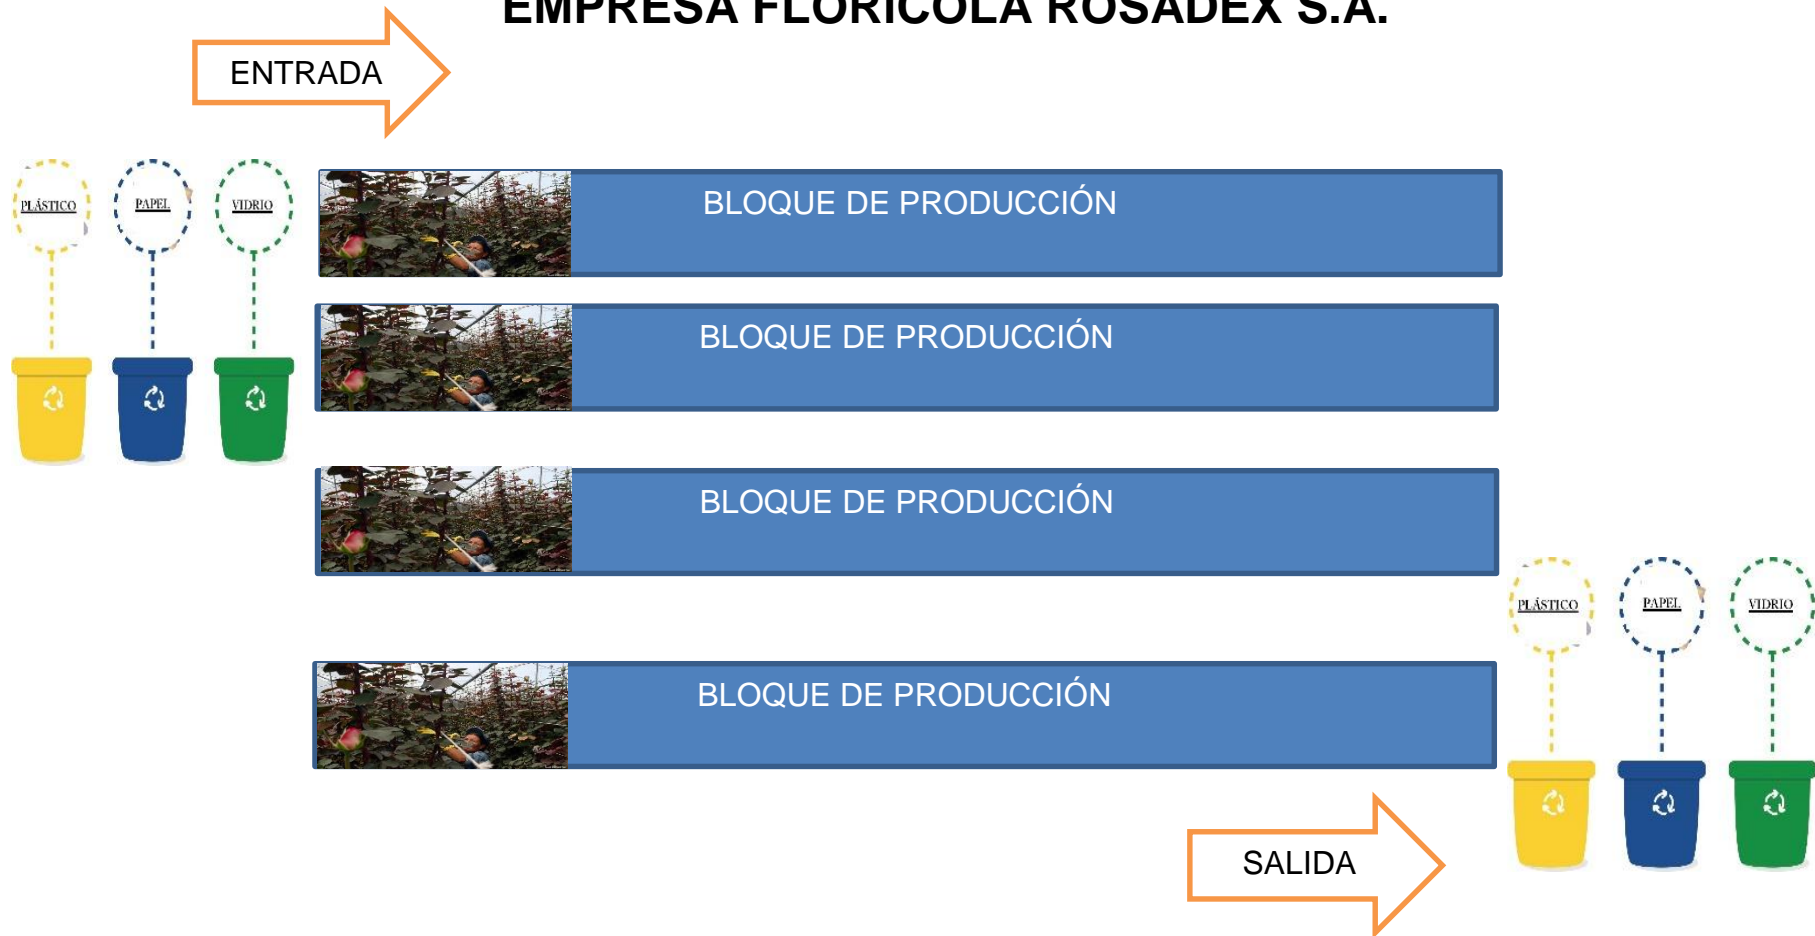 EMPRESA FLORÍCOLA ROSADEX S.A.
ENTRADA
PLÁSTICO PAPEL VIDRIO
BLOQUE DE PRODUCCIÓN
BLOQUE DE PRODUCCIÓN
BLOQUE DE PRODUCCIÓN
PLÁSTICO PAPEL VIDRIO
BLOQUE DE PRODUCCIÓN
SALIDA